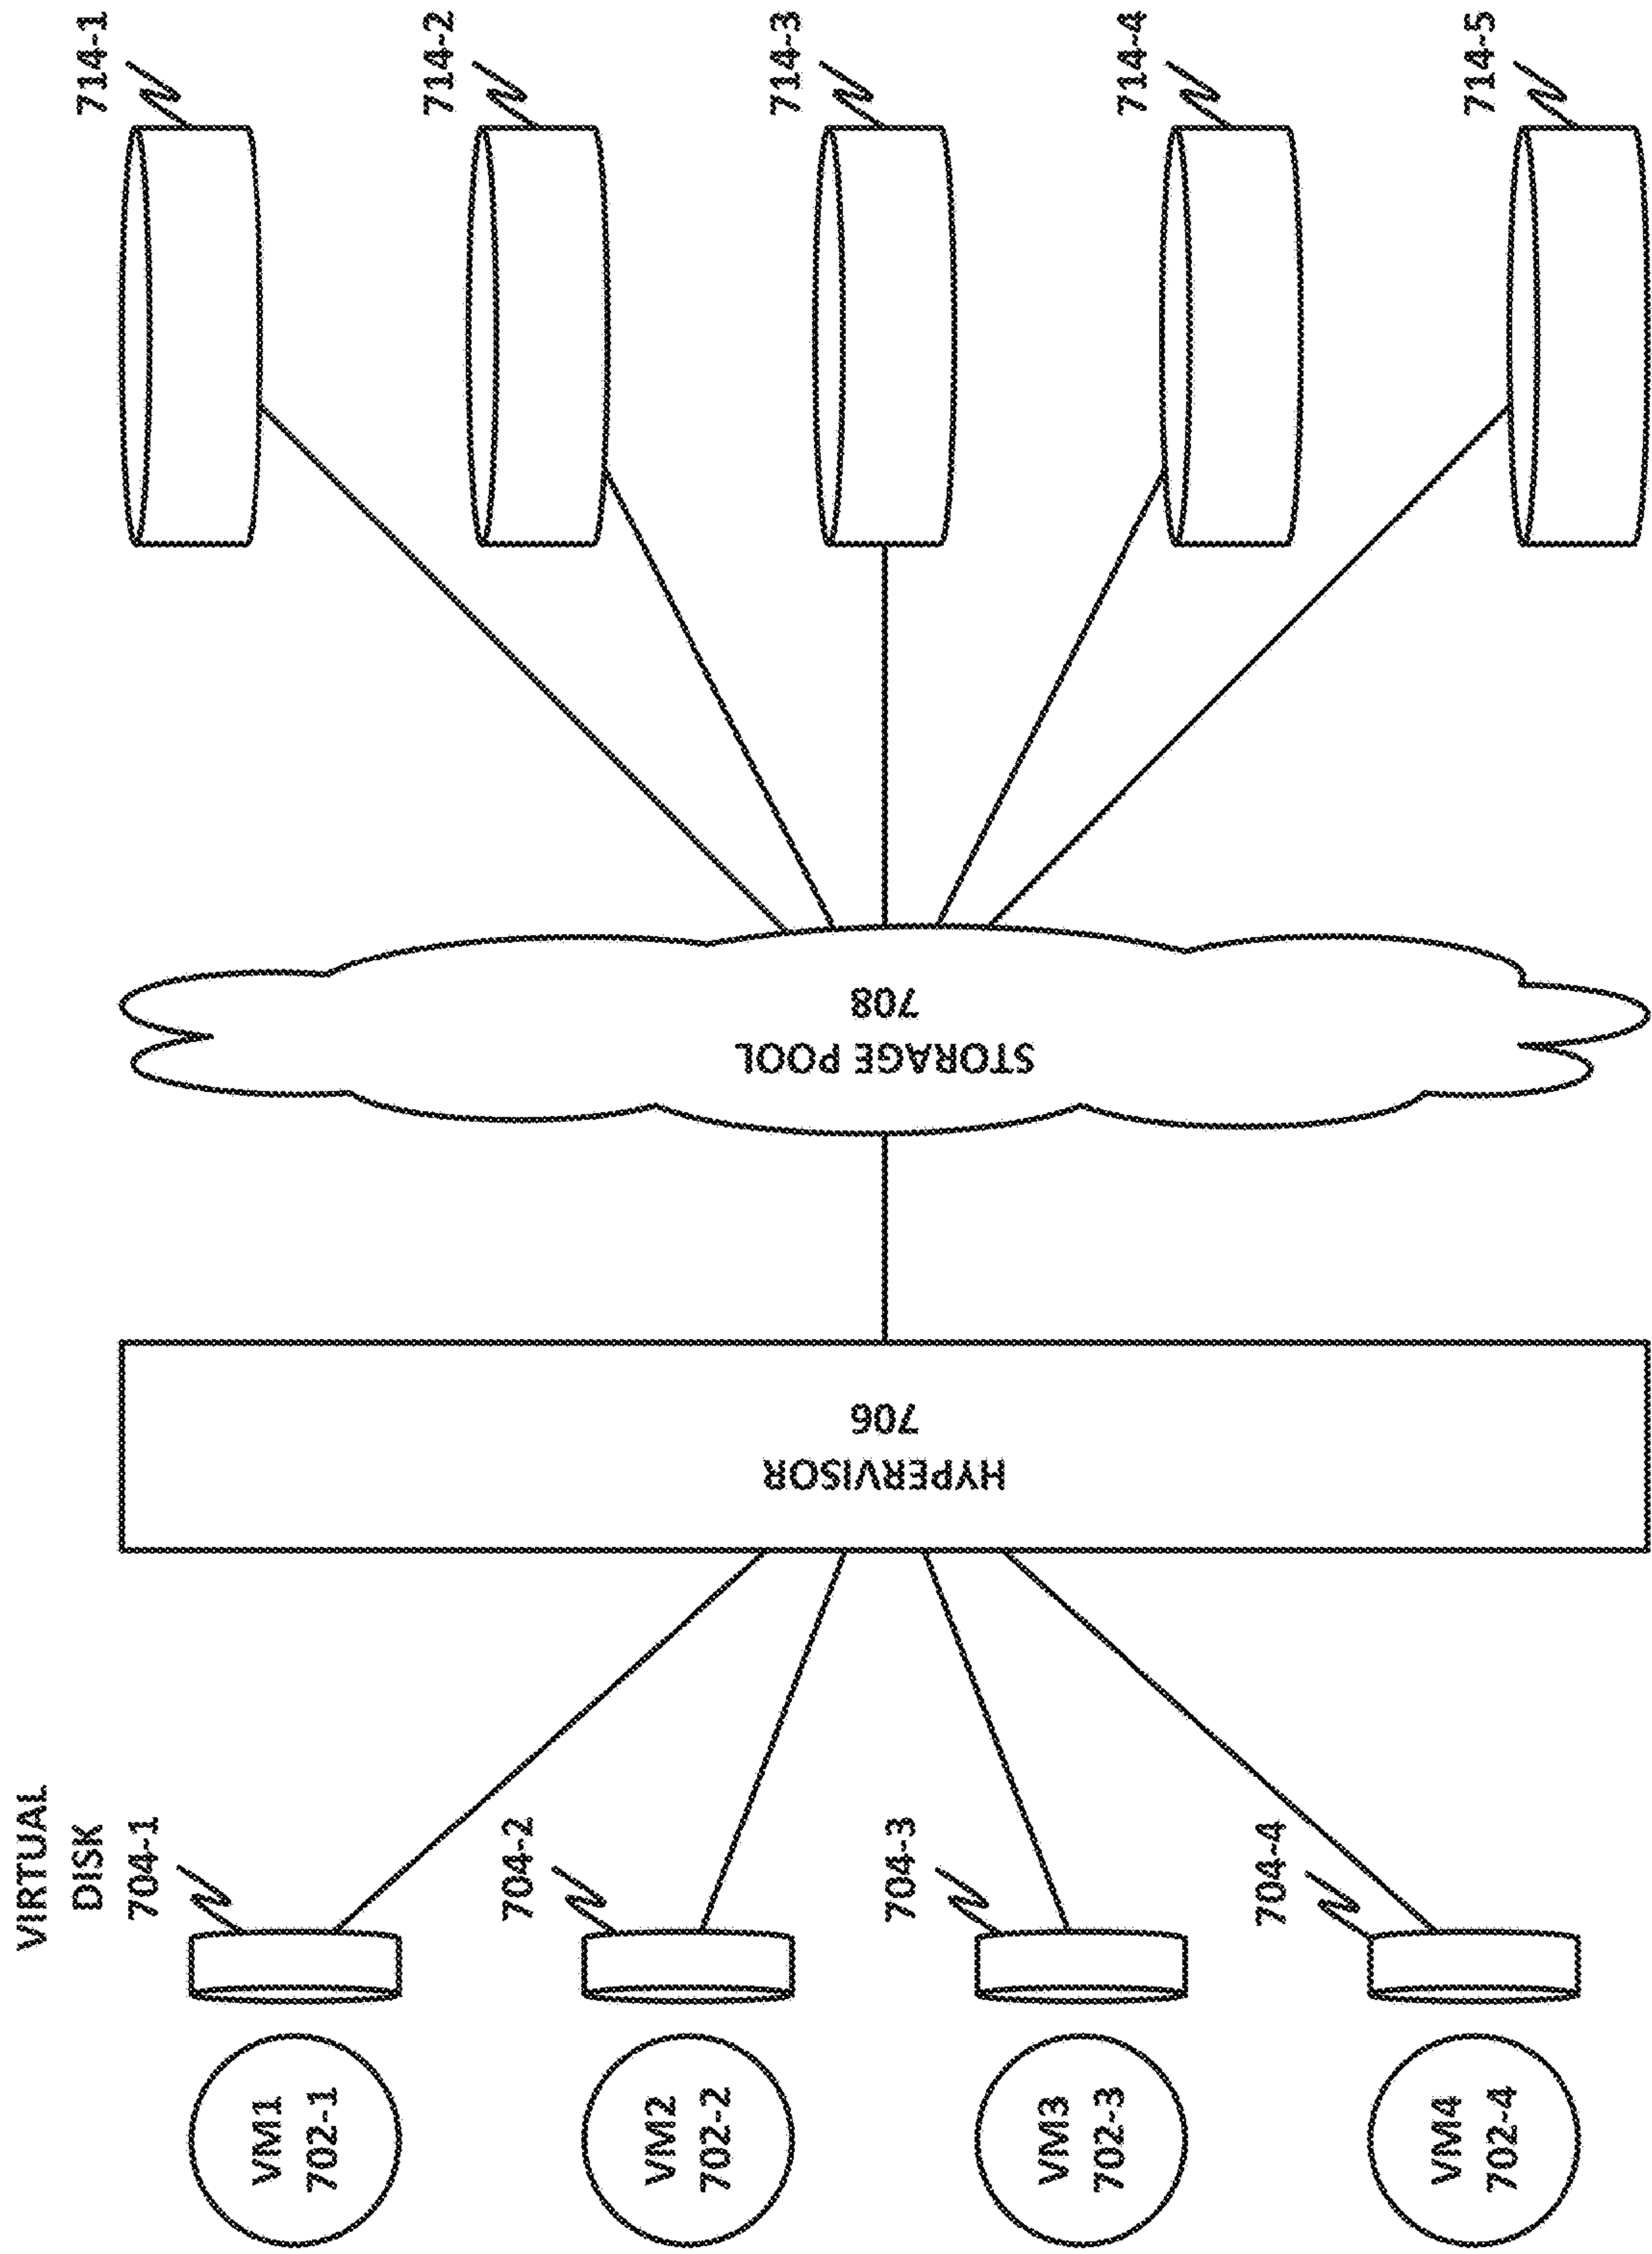 VIRTUAL
DISK
704-1
VM1
702-1
704-2
VM2
702-2
704-3
VM3
702-3
704-4
VM4
702-4
HYPERVISOR
706
STORAGE POOL
708
714-1
714-2
714-3
714-4
714-5